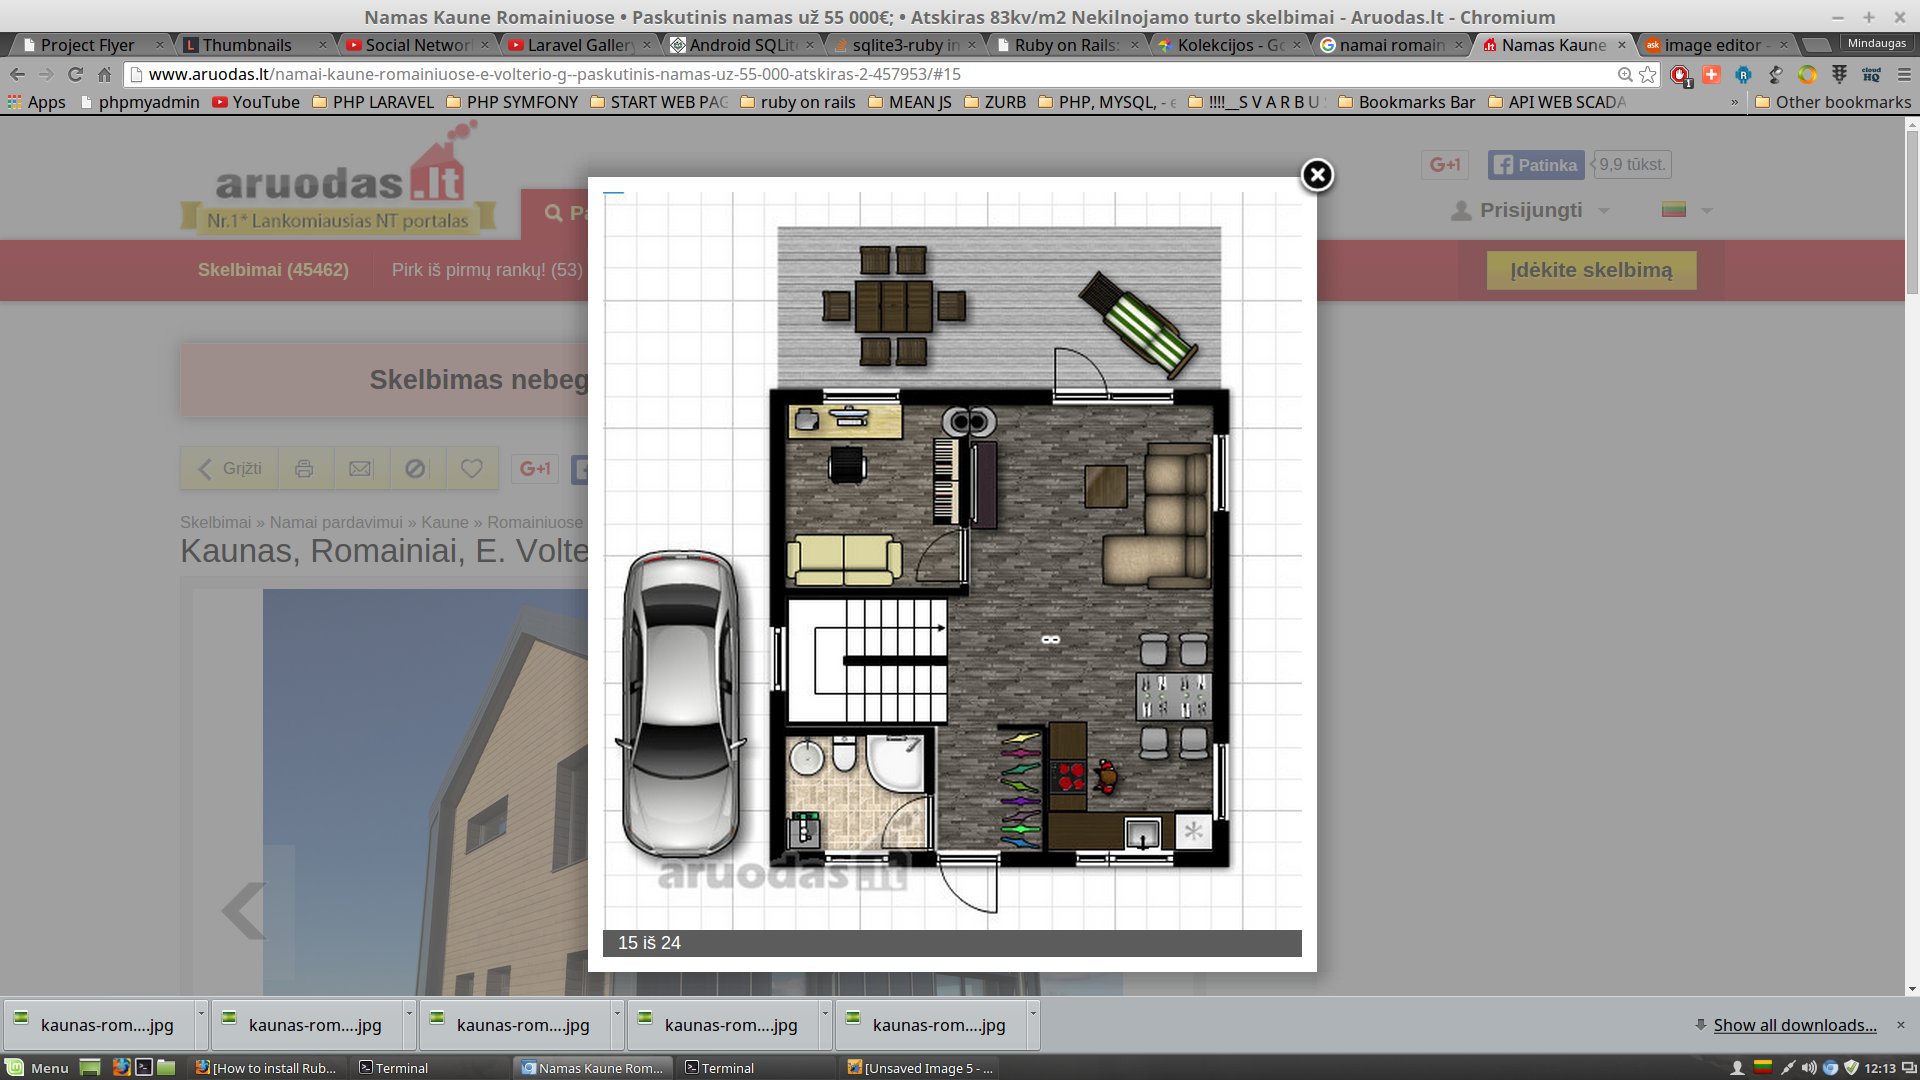 Namas Kaune Romainiuose • Paskutinis namas už 55 000€; • Atskiras 83kv/m2 Nekilnojamo turto skelbimai - Aruodas.lt - Chromium
Project Flyer
Thumbnails
Social Networ
Laravel Gallery
Android SQLit
sqlite3-ruby in
Ruby on Rails:
Kolekcijos - Go
namai romain
Namas Kaune
image editor -
Mindaugas
www.aruodas.lt/namai-kaune-romainiuose-e-volterio-g--paskutinis-namas-uz-55-000-atskiras-2-457953/#15
Apps
phpmyadmin
YouTube
PHP LARAVEL
PHP SYMFONY
START WEB PAG
ruby on rails
MEAN JS
ZURB
PHP, MYSQL, - e
!!!!__S V A R B U
Bookmarks Bar
API WEB SCADA
»
Other bookmarks
aruodas.lt
Nr.1* Lankomiausias NT portalas
Pa
G+1
Patinka
9,9 tūkst.
Prisijungti
Skelbimai (45462)
Pirk iš pirmų rankų! (53)
Įdėkite skelbimą
Skelbimas nebeg
Grįžti
G+1
Skelbimai » Namai pardavimui » Kaune » Romainiuose
Kaunas, Romainiai, E. Volte
aruodas.lt
15 iš 24
kaunas-rom....jpg
kaunas-rom....jpg
kaunas-rom....jpg
kaunas-rom....jpg
kaunas-rom....jpg
Show all downloads...
Menu
[How to install Rub...
Terminal
Namas Kaune Rom...
Terminal
[Unsaved Image 5 - ...
12:13